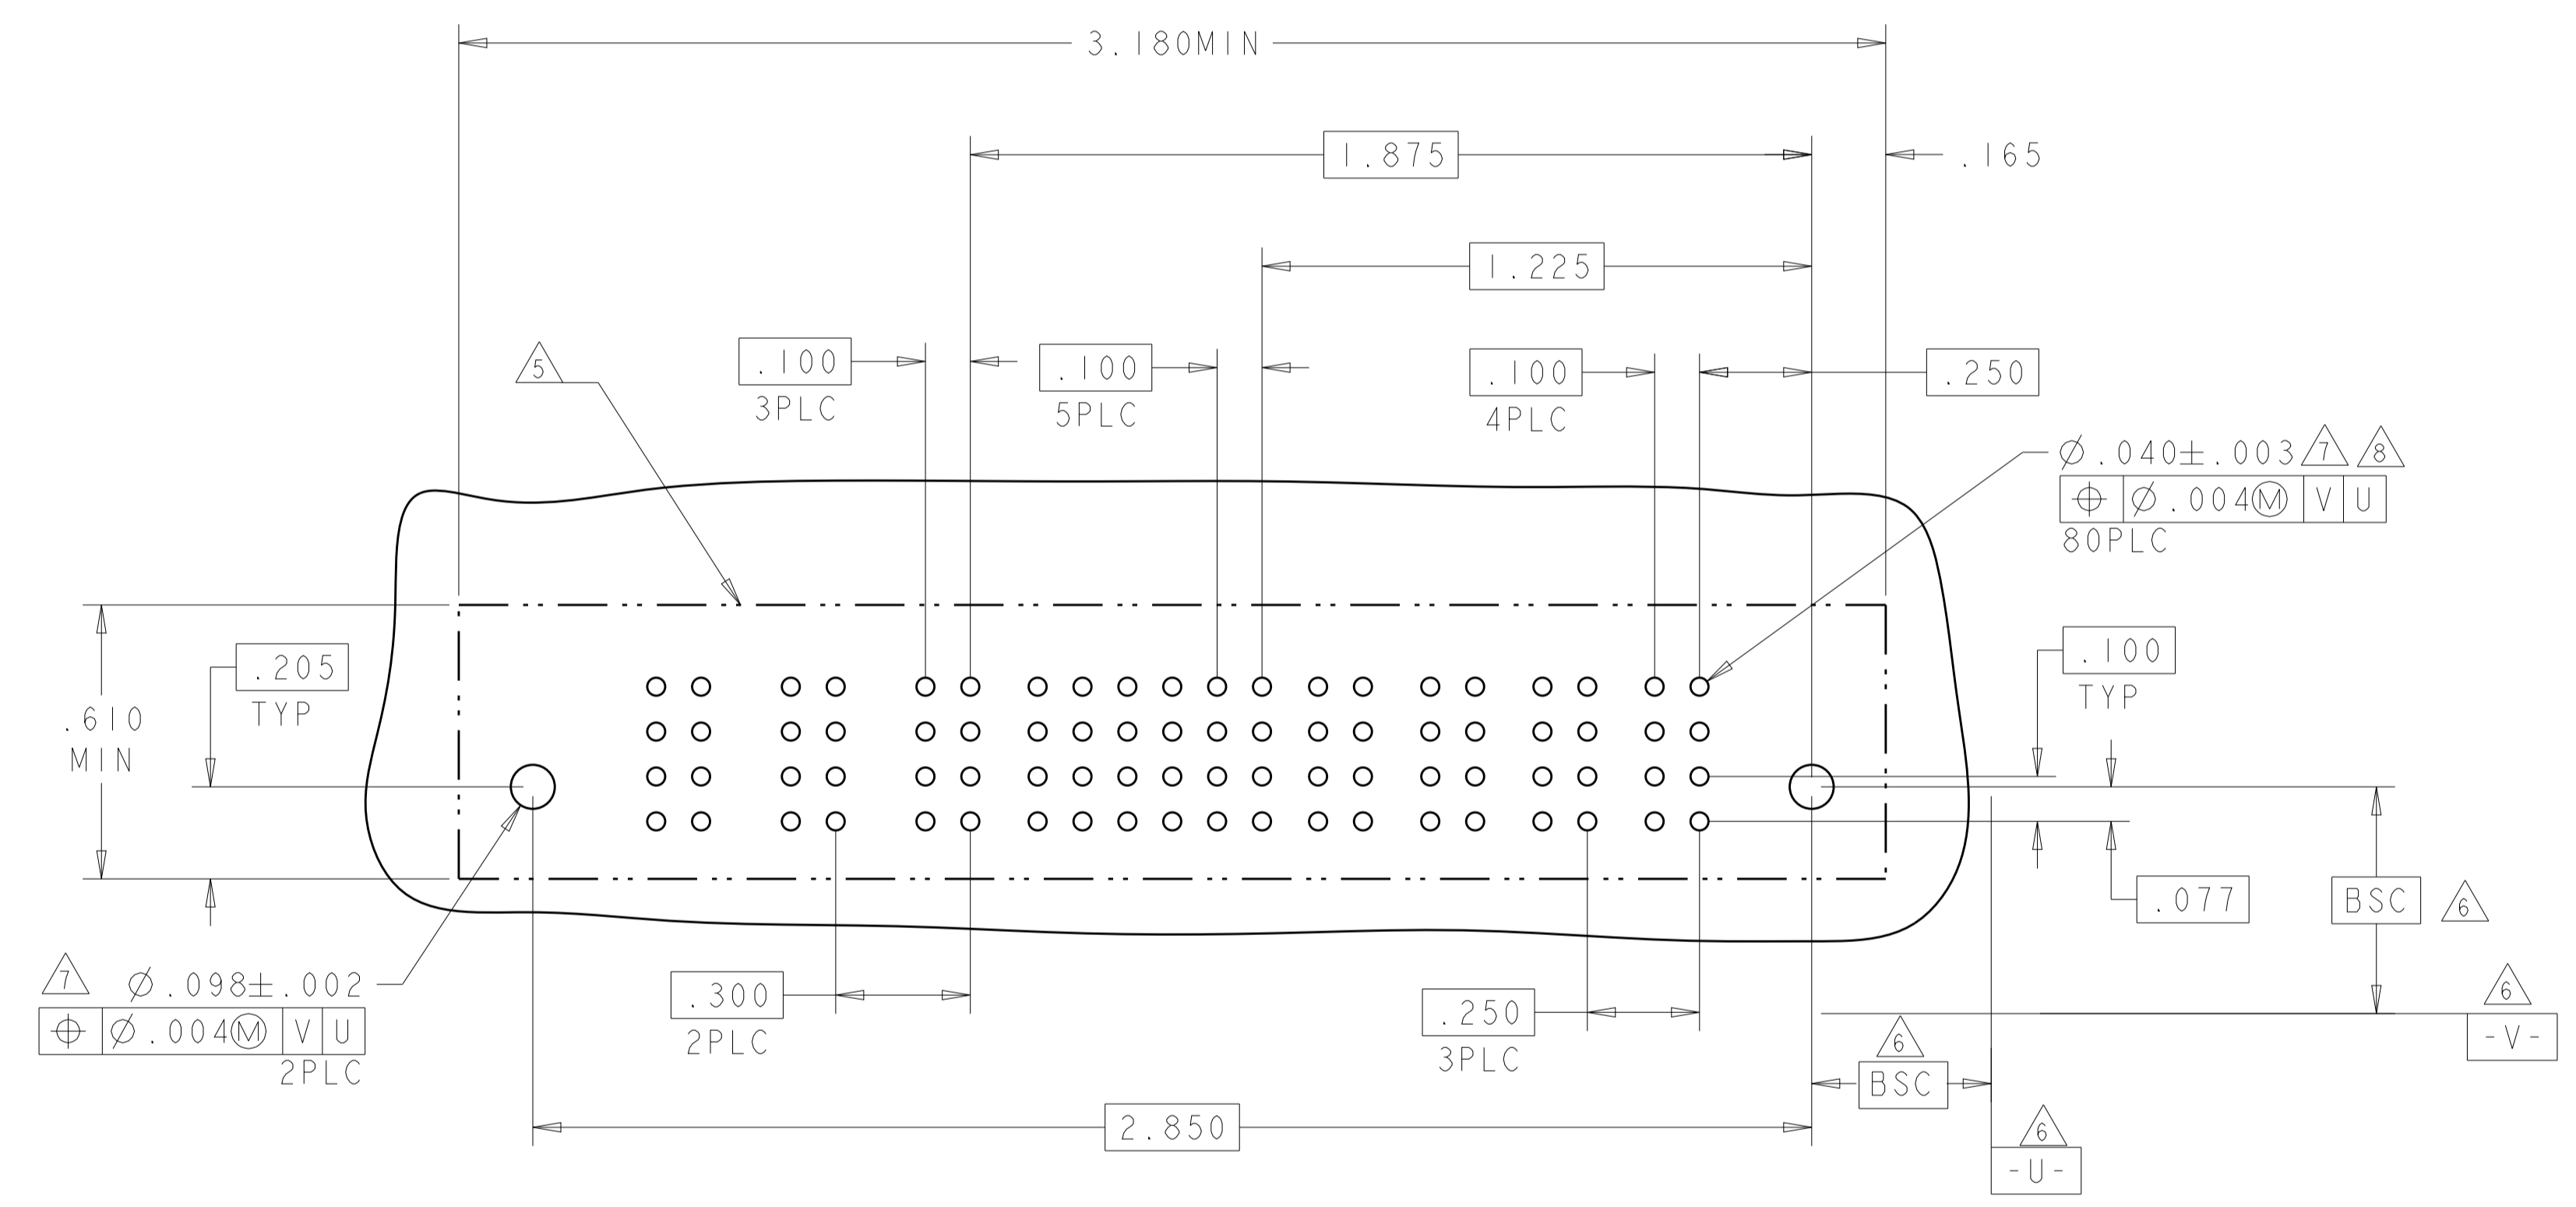 3.180MIN
1.875
.165
1.225
5
.100
3PLC
.100
5PLC
.100
4PLC
.250
Ø.040±.003 7 8
⌖ Ø.004Ⓜ V U
80PLC
.205
TYP
.610
MIN
.100
TYP
.077
BSC 6
7 Ø.098±.002
⌖ Ø.004Ⓜ V U
2PLC
.300
2PLC
.250
3PLC
6
-V-
6
BSC
2.850
6
-U-